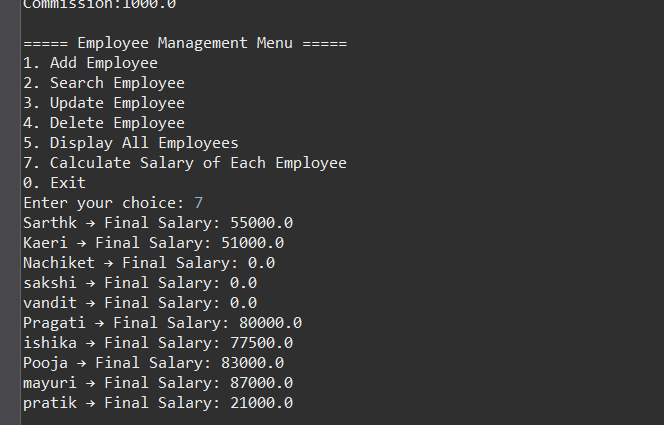 Commission:1000.0
===== Employee Management Menu =====
1. Add Employee
2. Search Employee
3. Update Employee
4. Delete Employee
5. Display All Employees
7. Calculate Salary of Each Employee
0. Exit
Enter your choice: 7
Sarthk → Final Salary: 55000.0
Kaeri → Final Salary: 51000.0
Nachiket → Final Salary: 0.0
sakshi → Final Salary: 0.0
vandit → Final Salary: 0.0
Pragati → Final Salary: 80000.0
ishika → Final Salary: 77500.0
Pooja → Final Salary: 83000.0
mayuri → Final Salary: 87000.0
pratik → Final Salary: 21000.0